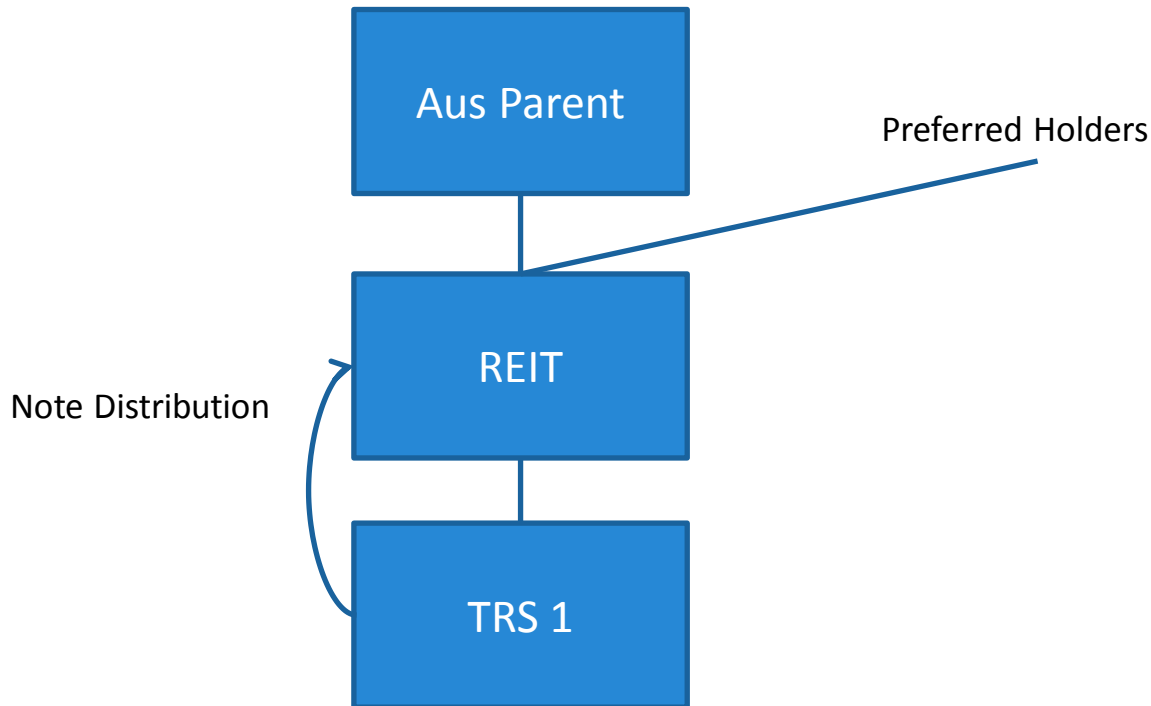 Aus Parent
Preferred Holders
REIT
Note Distribution
TRS 1